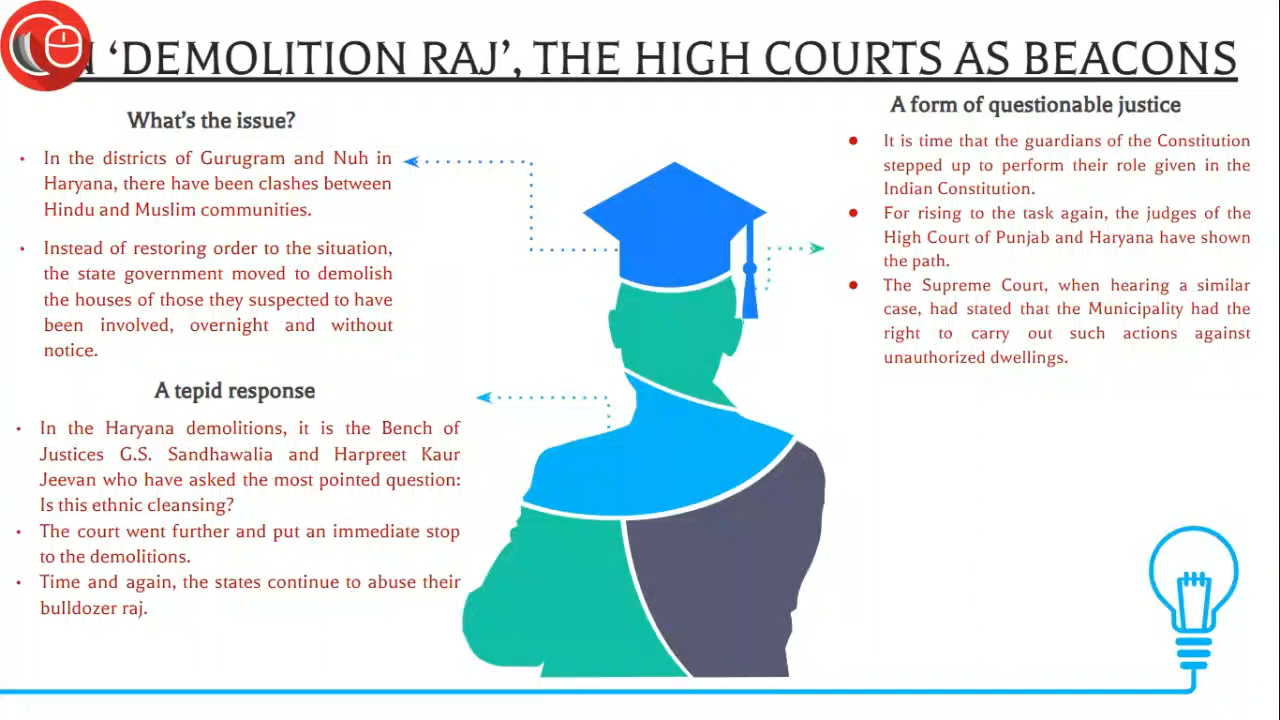 ‘DEMOLITION RAJ’, THE HIGH COURTS AS BEACONS
What’s the issue?
• In the districts of Gurugram and Nuh in
Haryana, there have been clashes between
Hindu and Muslim communities.
• Instead of restoring order to the situation,
the state government moved to demolish
the houses of those they suspected to have
been involved, overnight and without
notice.
A tepid response
• In the Haryana demolitions, it is the Bench of
Justices G.S. Sandhawalia and Harpreet Kaur
Jeevan who have asked the most pointed question:
Is this ethnic cleansing?
• The court went further and put an immediate stop
to the demolitions.
• Time and again, the states continue to abuse their
bulldozer raj.
A form of questionable justice
● It is time that the guardians of the Constitution
stepped up to perform their role given in the
Indian Constitution.
● For rising to the task again, the judges of the
High Court of Punjab and Haryana have shown
the path.
● The Supreme Court, when hearing a similar
case, had stated that the Municipality had the
right to carry out such actions against
unauthorized dwellings.